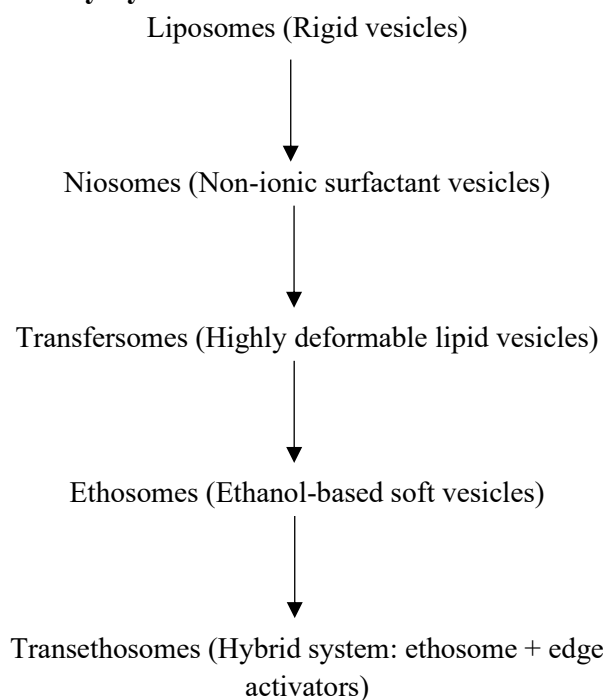 Liposomes (Rigid vesicles)
Niosomes (Non-ionic surfactant vesicles)
Transfersomes (Highly deformable lipid vesicles)
Ethosomes (Ethanol-based soft vesicles)
Transethosomes (Hybrid system: ethosome + edge
activators)